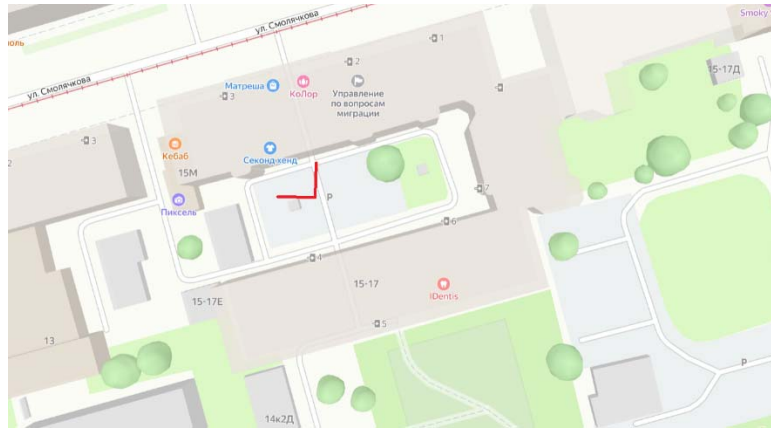 ул. Смолячкова
Smoky
ул. Смолячкова
1
2
15-17Д
Матреша
КоЛор
Управление
по вопросам
миграции
3
3
Кебаб
Секонд-хенд
15М
Р
7
Пиксель
6
4
15-17
IDentis
15-17Е
5
13
Р
14к2Д